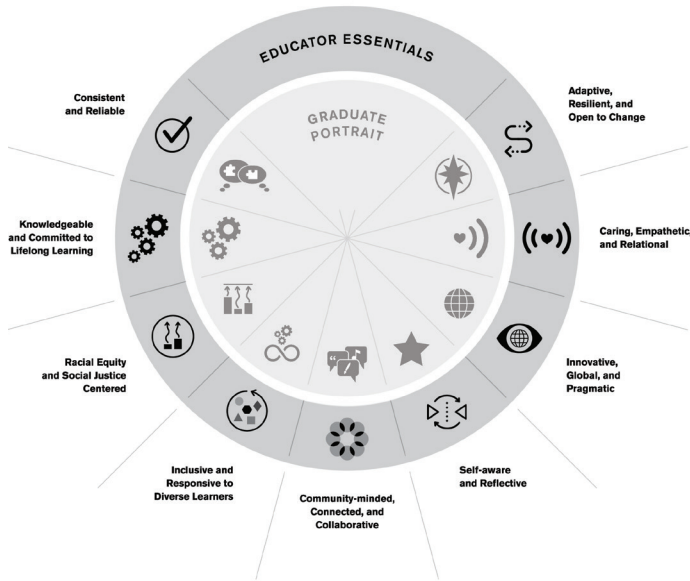 EDUCATOR ESSENTIALS
GRADUATE
PORTRAIT
Consistent
and Reliable
Adaptive,
Resilient, and
Open to Change
Knowledgeable
and Committed to
Lifelong Learning
Caring, Empathetic
and Relational
Racial Equity
and Social Justice
Centered
Innovative,
Global, and
Pragmatic
Inclusive and
Responsive to
Diverse Learners
Self-aware
and Reflective
Community-minded,
Connected, and
Collaborative